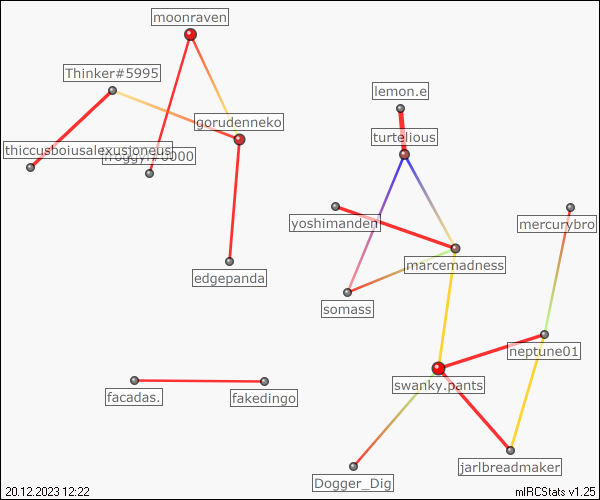 moonraven
Thinker#5995
lemon.e
gorudenneko
turtelious
thiccusboiusalexusjoneus
yoshimanden
mercurybro
marcemadness
edgepanda
somass
neptune01
swanky.pants
facadas.
fakedingo
jarlbreadmaker
Dogger_Dig
20.12.2023 12:22
mIRCStats v1.25